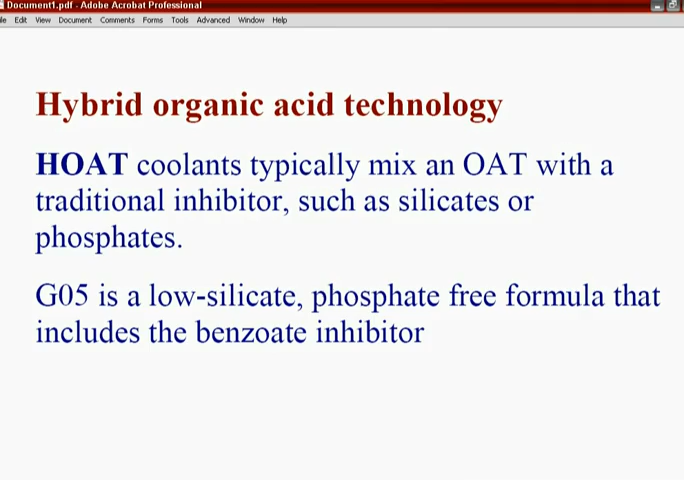 Document1.pdf - Adobe Acrobat Professional
Edit View Document Comments Forms Tools Advanced Window Help
Hybrid organic acid technology
HOAT coolants typically mix an OAT with a
traditional inhibitor, such as silicates or
phosphates.
G05 is a low-silicate, phosphate free formula that
includes the benzoate inhibitor